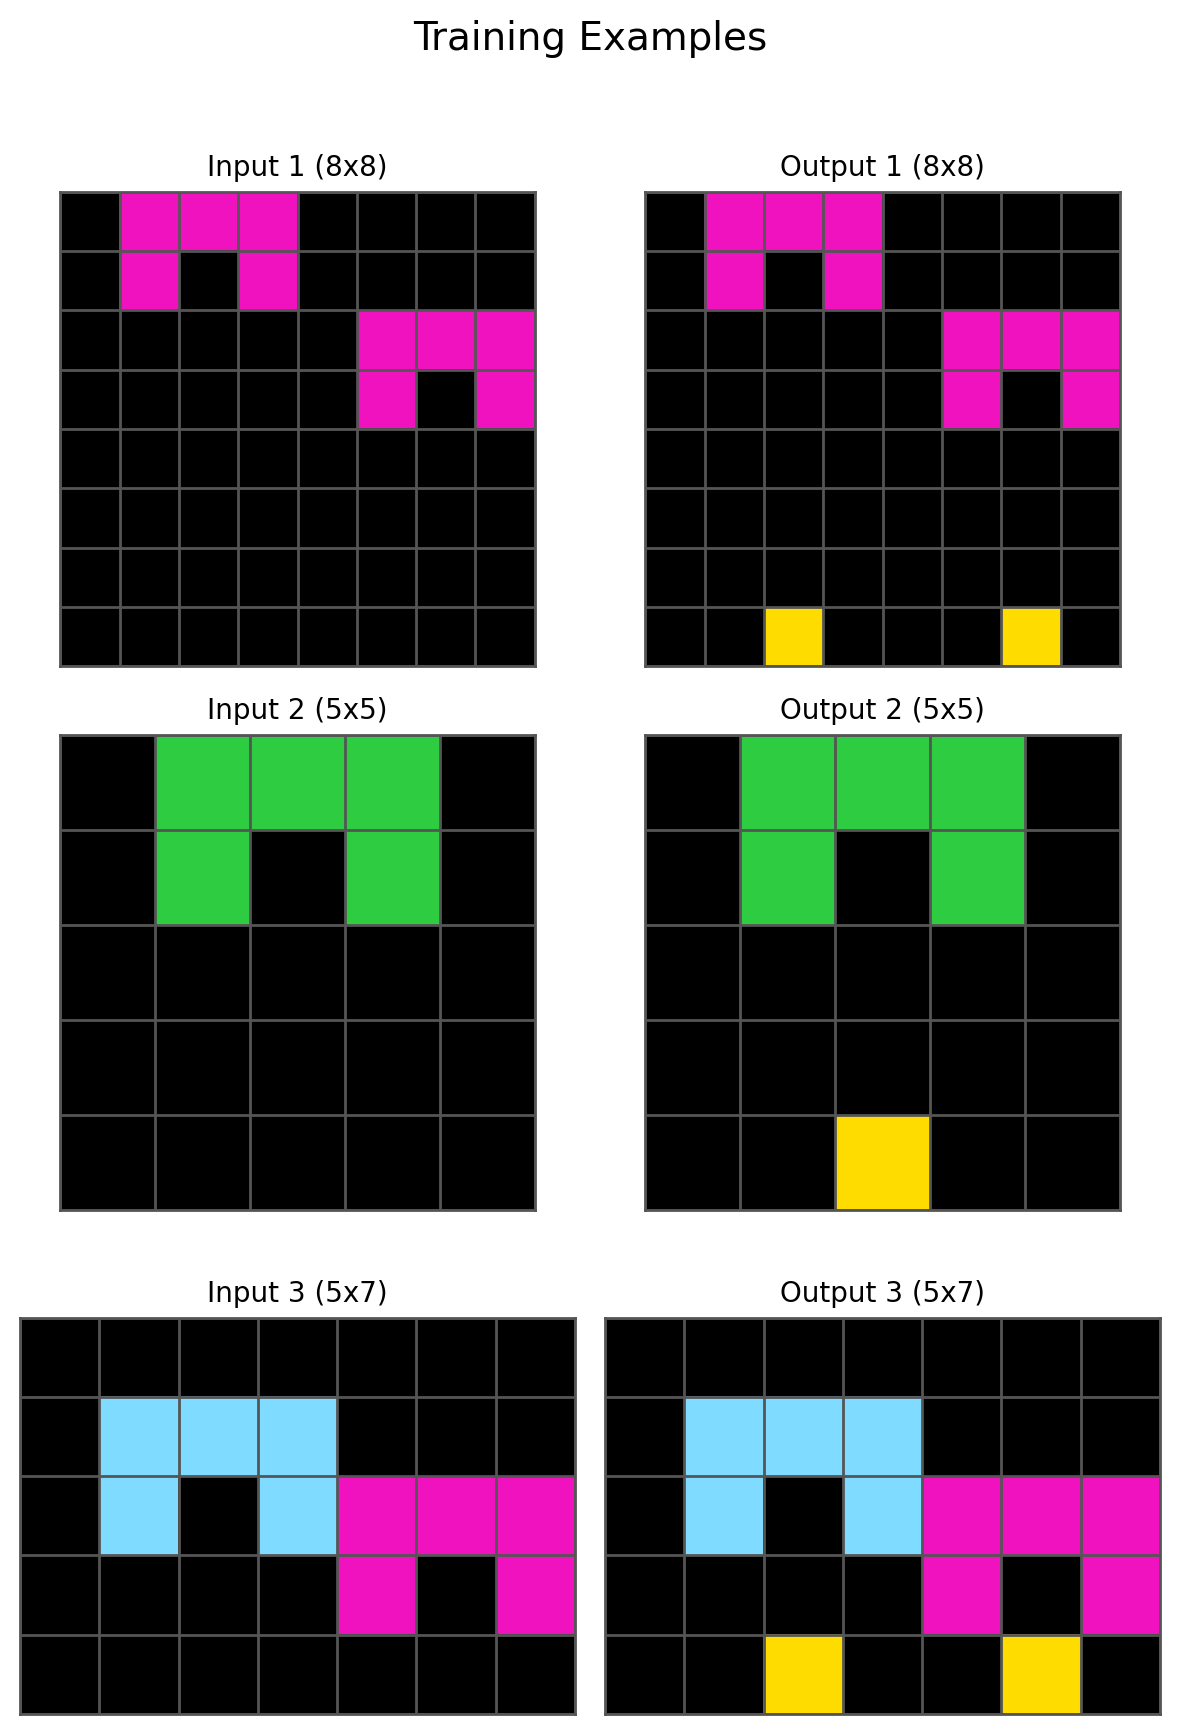 Training Examples
Input 1 (8x8)
Output 1 (8x8)
Input 2 (5x5)
Output 2 (5x5)
Input 3 (5x7)
Output 3 (5x7)